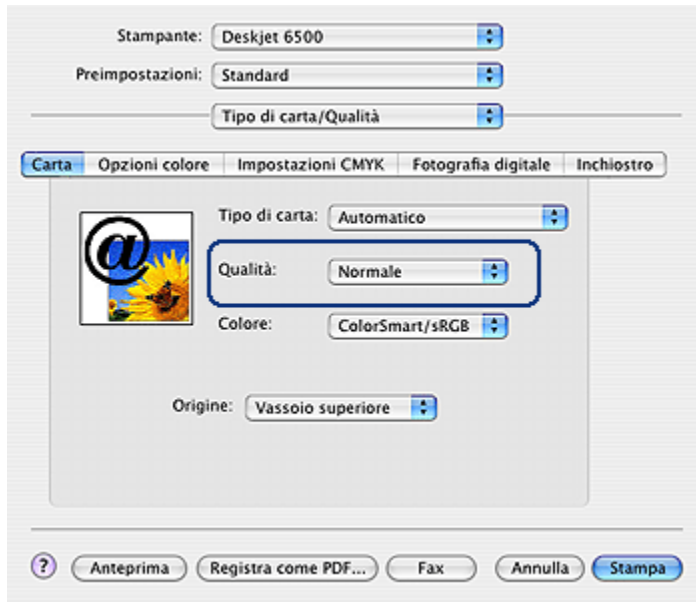 Stampante: Deskjet 6500
Preimpostazioni: Standard
Tipo di carta/Qualità
Carta Opzioni colore Impostazioni CMYK Fotografia digitale Inchiostro
@
Tipo di carta: Automatico
Qualità: Normale
Colore: ColorSmart/sRGB
Origine: Vassoio superiore
? Anteprima Registra come PDF... Fax Annulla Stampa